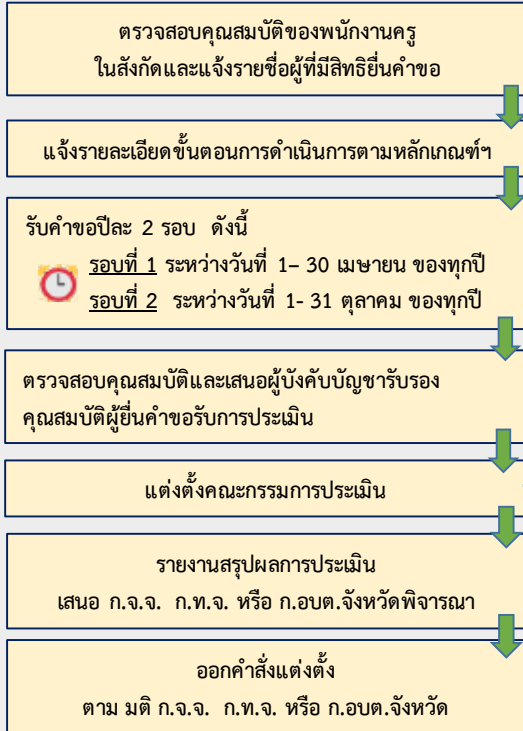 ตรวจสอบคุณสมบัติของพนักงานครู
ในสังกัดและแจ้งรายชื่อผู้ที่มีสิทธิยื่นคำขอ
แจ้งรายละเอียดขั้นตอนการดำเนินการตามหลักเกณฑ์ฯ
รับคำขอปีละ 2 รอบ ดังนี้
รอบที่ 1 ระหว่างวันที่ 1– 30 เมษายน ของทุกปี
รอบที่ 2 ระหว่างวันที่ 1- 31 ตุลาคม ของทุกปี
ตรวจสอบคุณสมบัติและเสนอผู้บังคับบัญชารับรอง
คุณสมบัติผู้ยื่นคำขอรับการประเมิน
แต่งตั้งคณะกรรมการประเมิน
รายงานสรุปผลการประเมิน
เสนอ ก.จ.จ. ก.ท.จ. หรือ ก.อบต.จังหวัดพิจารณา
ออกคำสั่งแต่งตั้ง
ตาม มติ ก.จ.จ. ก.ท.จ. หรือ ก.อบต.จังหวัด